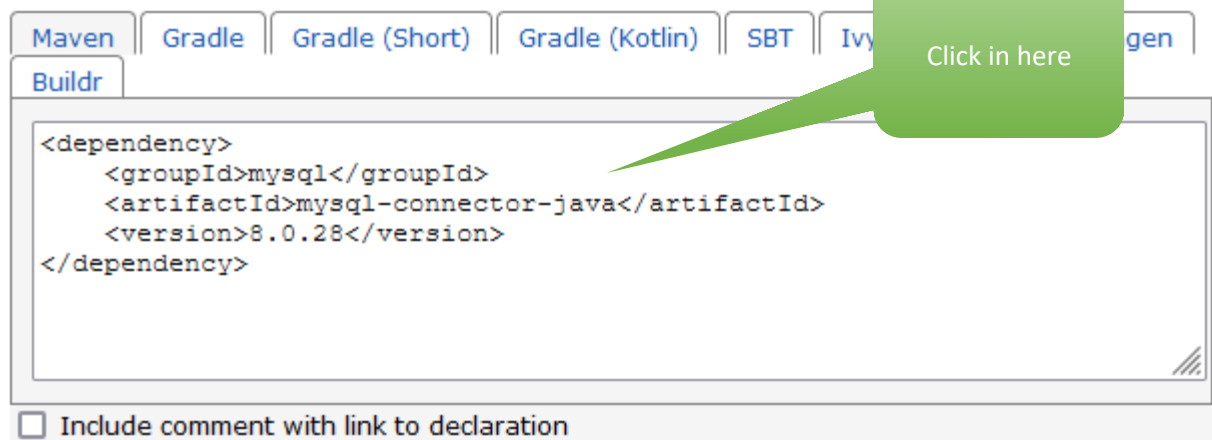 Maven Gradle Gradle (Short) Gradle (Kotlin) SBT
Click in here
Buildr
<dependency>
    <groupId>mysql</groupId>
    <artifactId>mysql-connector-java</artifactId>
    <version>8.0.28</version>
</dependency>
Include comment with link to declaration